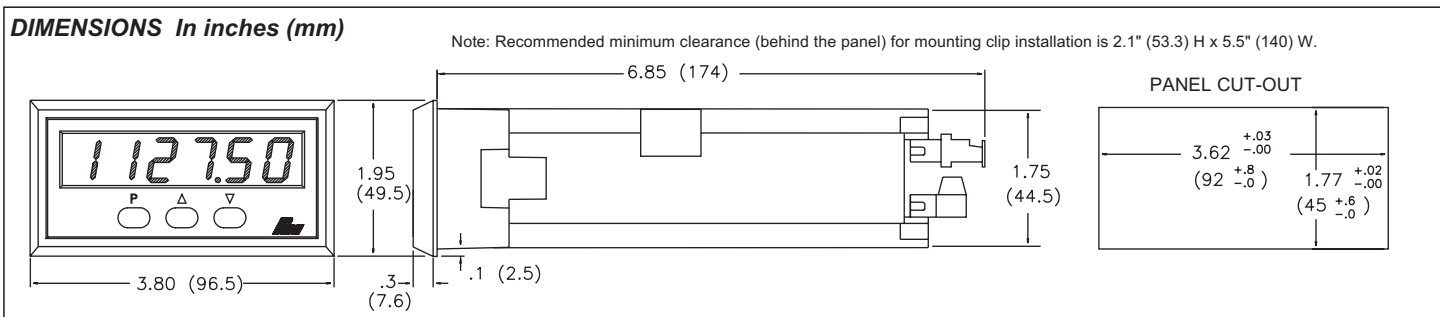 DIMENSIONS In inches (mm)
Note: Recommended minimum clearance (behind the panel) for mounting clip installation is 2.1" (53.3) H x 5.5" (140) W.
6.85 (174)
PANEL CUT-OUT
1127.50
P
1.95
(49.5)
1.75
(44.5)
3.62 +.03 -.00
(92 +.8 -.0 )
1.77 +.02 -.00
(45 +.6 -.0 )
3.80 (96.5)
.3
(7.6)
.1 (2.5)